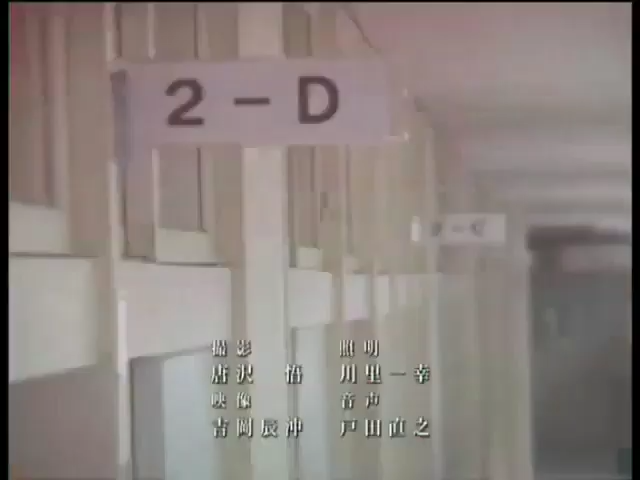 2-D
2-C
撮影 照明
唐沢 悟 川里一幸
映像 音声
吉岡辰沖 戸田直之